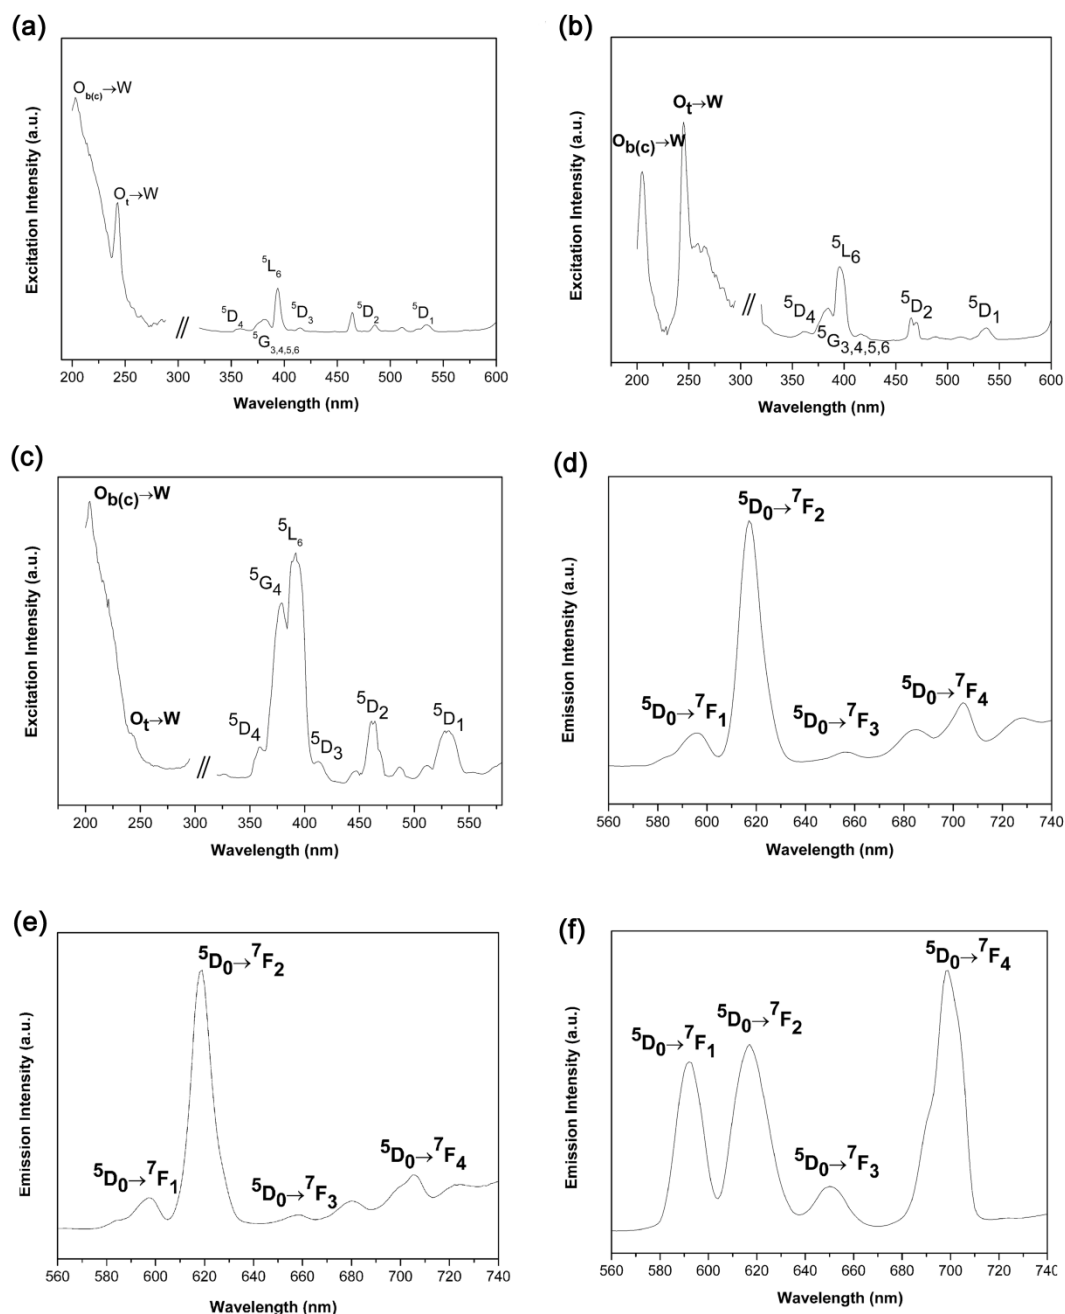 (a)
Excitation Intensity (a.u.)
O_b(c)→W
O_t→W
⁵D₄
⁵G₃,₄,₅,₆
⁵L₆
⁵D₃
⁵D₂
⁵D₁
//
200 250 300 350 400 450 500 550 600
Wavelength (nm)
(b)
Excitation Intensity (a.u.)
O_b(c)→W
O_t→W
⁵D₄
⁵G₃,₄,₅,₆
⁵L₆
⁵D₂
⁵D₁
//
200 250 300 350 400 450 500 550 600
Wavelength (nm)
(c)
Excitation Intensity (a.u.)
O_b(c)→W
O_t→W
⁵D₄
⁵G₄
⁵L₆
⁵D₃
⁵D₂
⁵D₁
//
200 250 300 350 400 450 500 550
Wavelength (nm)
(d)
Emission Intensity (a.u.)
⁵D₀→⁷F₁
⁵D₀→⁷F₂
⁵D₀→⁷F₃
⁵D₀→⁷F₄
560 580 600 620 640 660 680 700 720 740
Wavelength (nm)
(e)
Emission Intensity (a.u.)
⁵D₀→⁷F₁
⁵D₀→⁷F₂
⁵D₀→⁷F₃
⁵D₀→⁷F₄
560 580 600 620 640 660 680 700 720 740
Wavelength (nm)
(f)
Emission Intensity (a.u.)
⁵D₀→⁷F₁
⁵D₀→⁷F₂
⁵D₀→⁷F₃
⁵D₀→⁷F₄
560 580 600 620 640 660 680 700 720 740
Wavelength (nm)